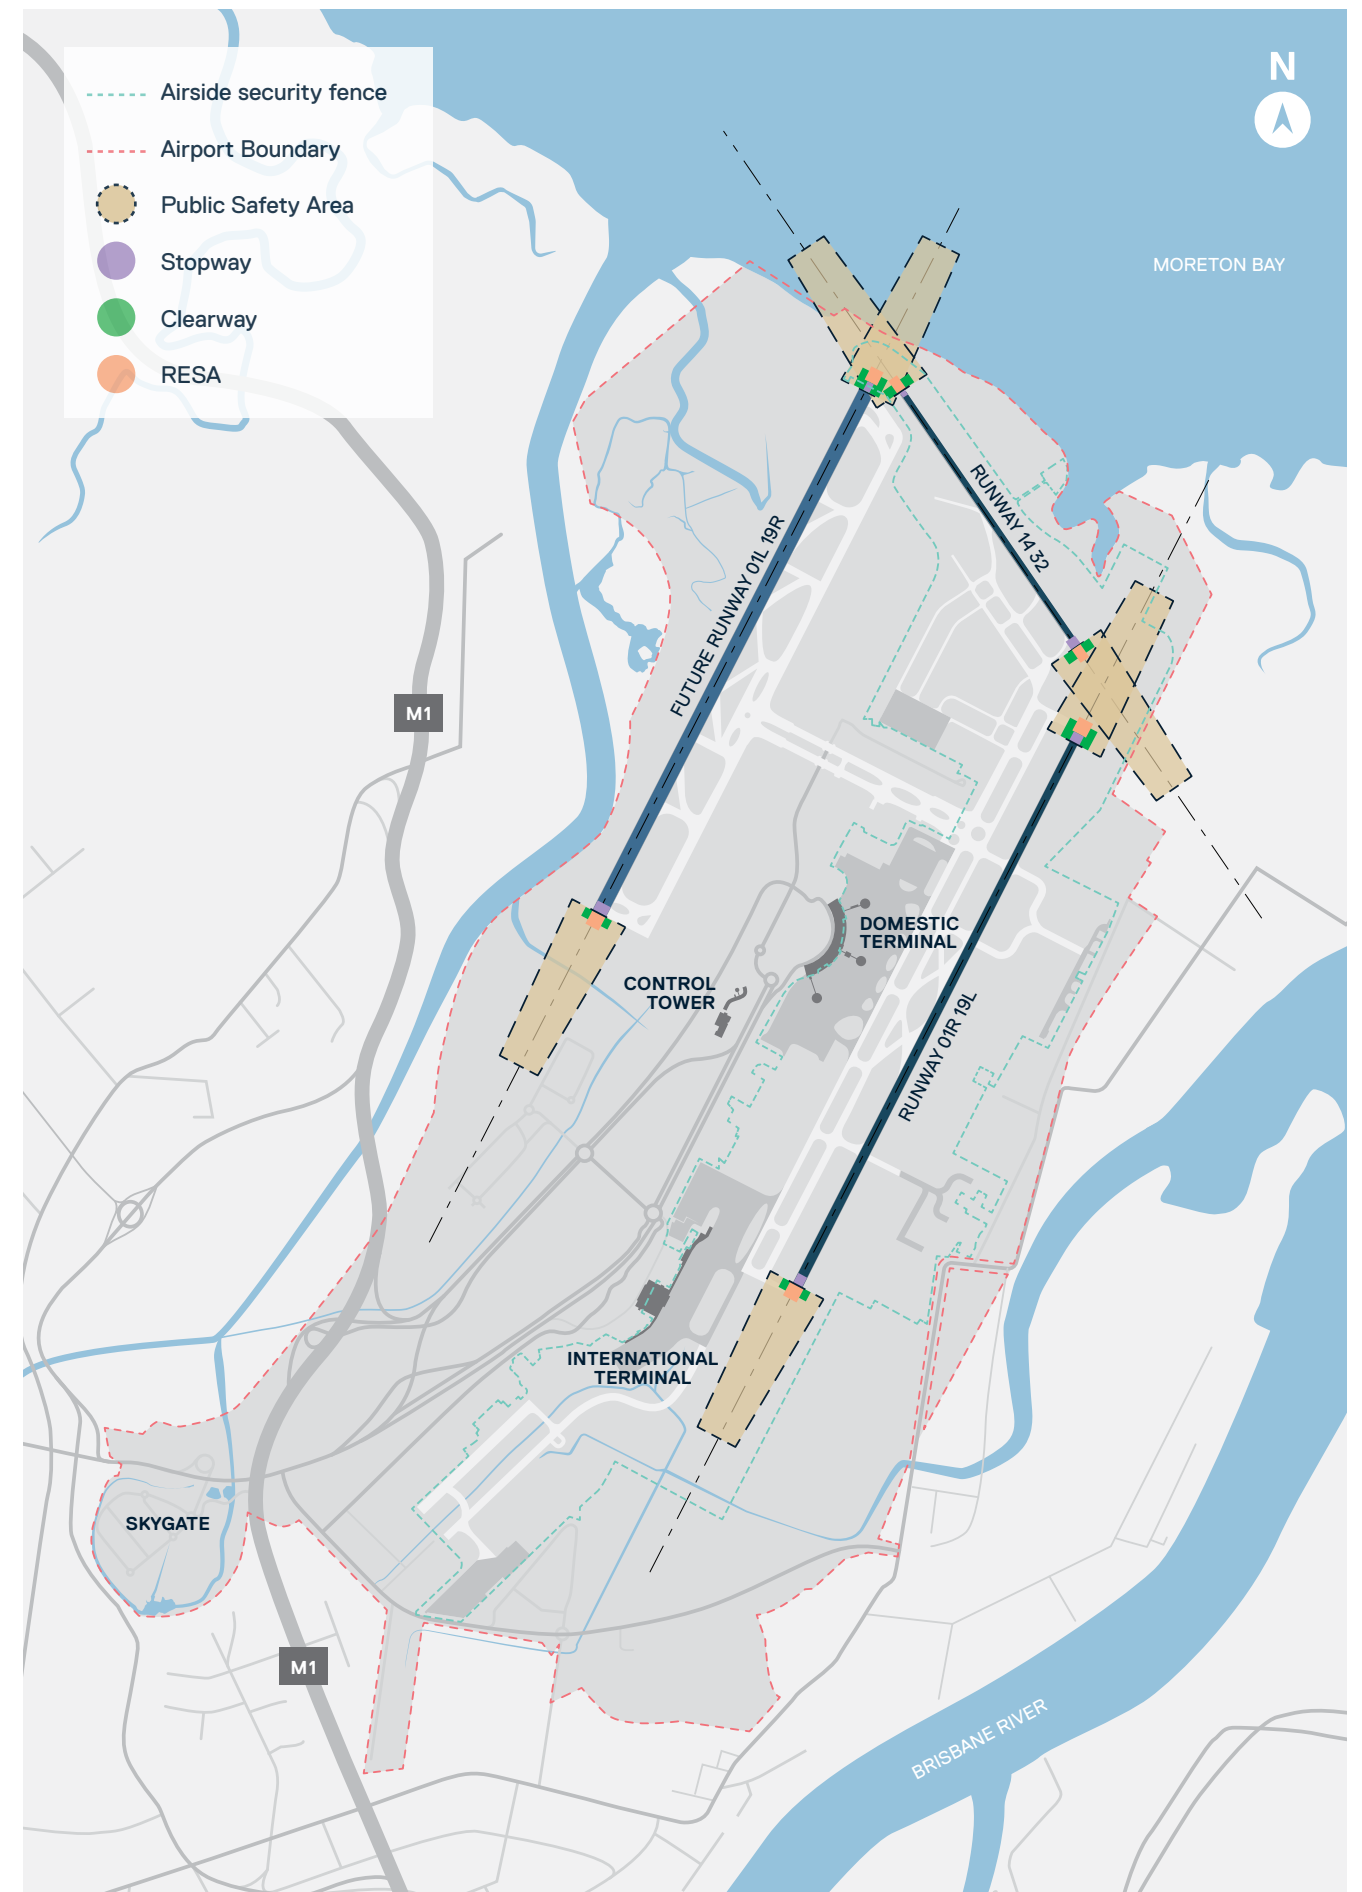 Airside security fence
Airport Boundary
Public Safety Area
Stopway
Clearway
RESA
N
MORETON BAY
RUNWAY 14 32
FUTURE RUNWAY 01L 19R
M1
DOMESTIC
TERMINAL
CONTROL
TOWER
RUNWAY 01R 19L
INTERNATIONAL
TERMINAL
SKYGATE
M1
BRISBANE RIVER